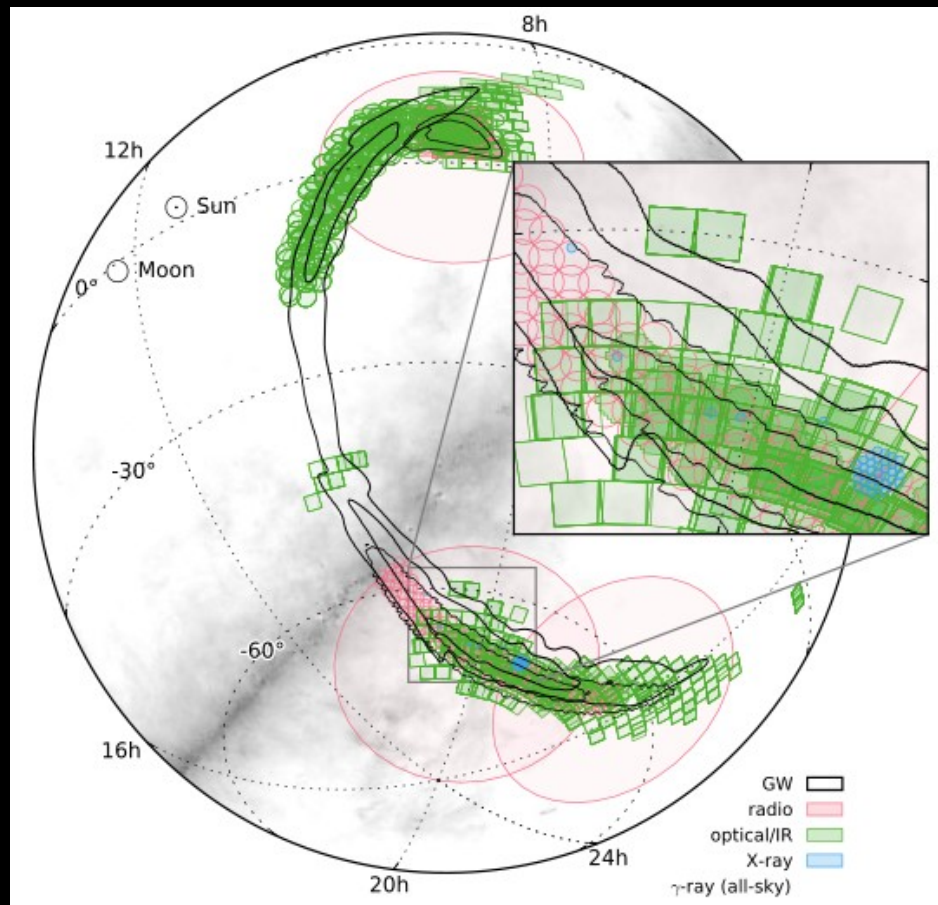 8h
12h
Sun
Moon
0°
-30°
-60°
16h
20h
24h
GW
radio
optical/IR
X-ray
γ-ray (all-sky)